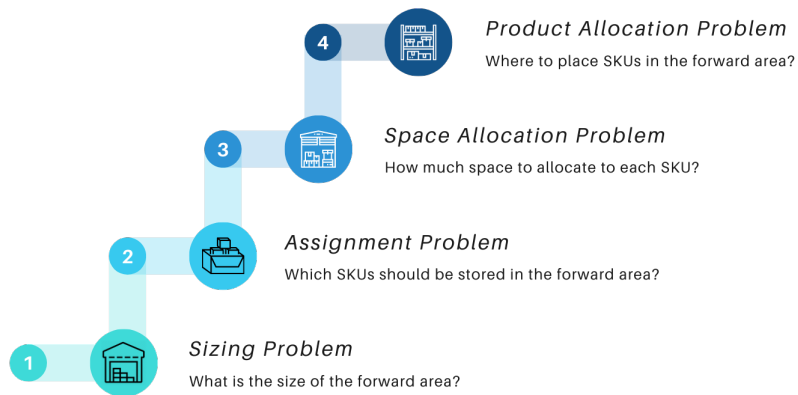 4
Product Allocation Problem
Where to place SKUs in the forward area?
3
Space Allocation Problem
How much space to allocate to each SKU?
2
Assignment Problem
Which SKUs should be stored in the forward area?
1
Sizing Problem
What is the size of the forward area?